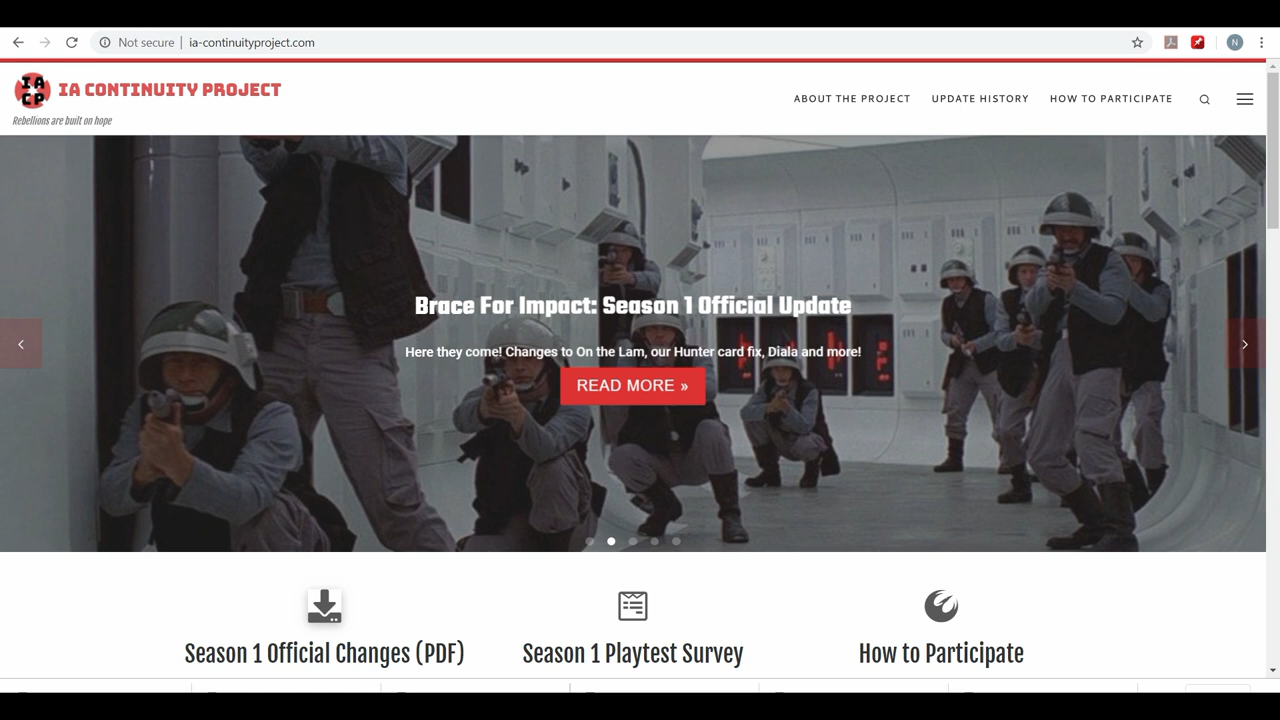 Not secure | ia-continuityproject.com
N
IA
CP
IA CONTINUITY PROJECT
Rebellions are built on hope
ABOUT THE PROJECT
UPDATE HISTORY
HOW TO PARTICIPATE
Brace For Impact: Season 1 Official Update
Here they come! Changes to On the Lam, our Hunter card fix, Diala and more!
READ MORE »
Season 1 Official Changes (PDF)
Season 1 Playtest Survey
How to Participate